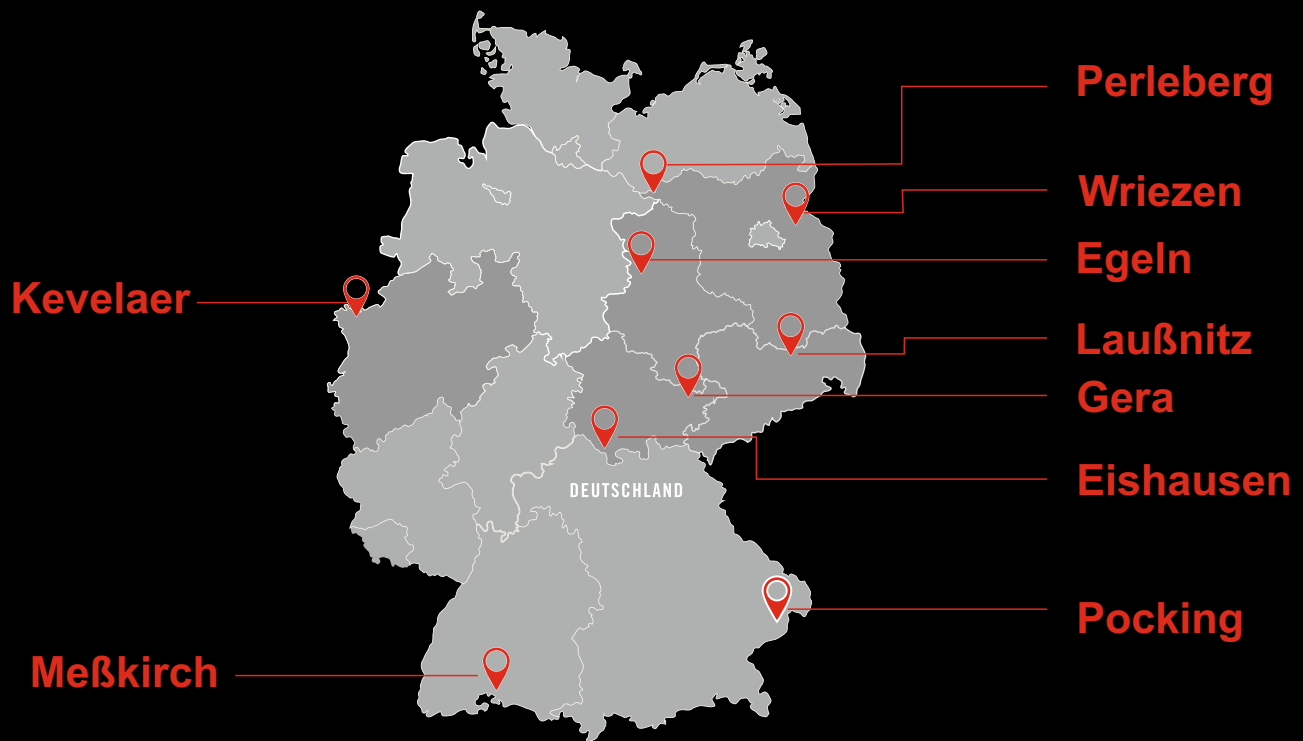 Perleberg
Wriezen
Egeln
Kevelaer
Laußnitz
Gera
Eishausen
DEUTSCHLAND
Pocking
Meßkirch